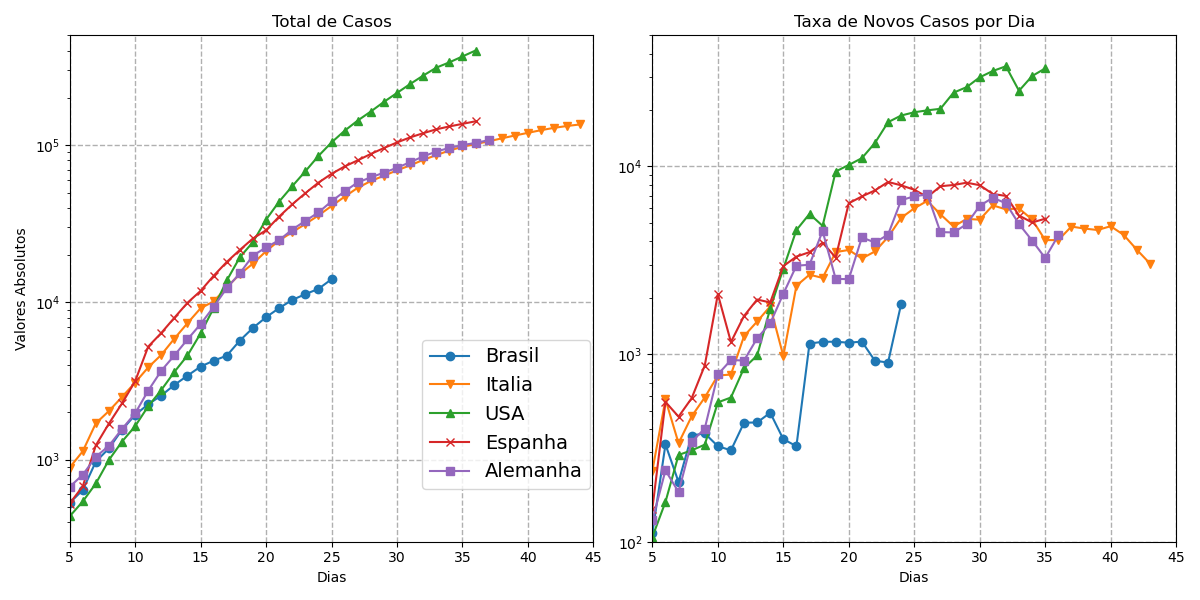 Total de Casos
Valores Absolutos
10^5
10^4
10^3
5 10 15 20 25 30 35 40 45
Dias
Brasil
Italia
USA
Espanha
Alemanha
Taxa de Novos Casos por Dia
10^4
10^3
10^2
5 10 15 20 25 30 35 40 45
Dias